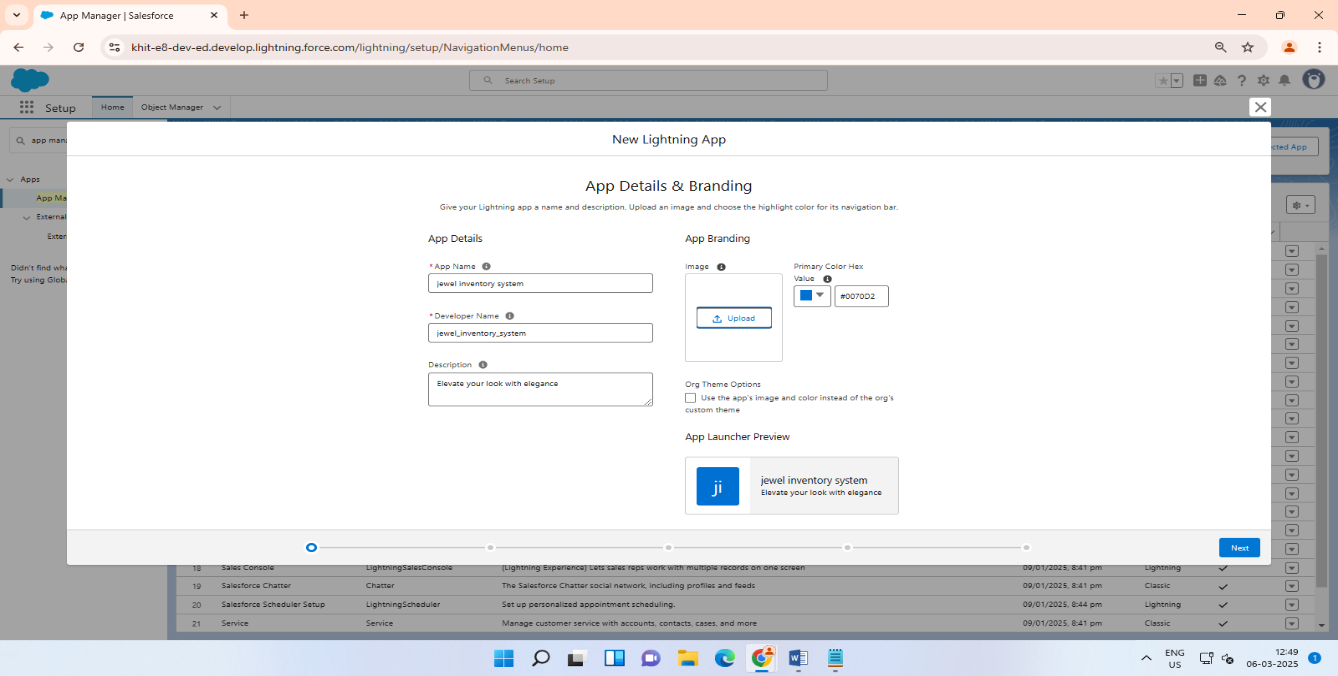 App Manager | Salesforce
khit-e8-dev-ed.develop.lightning.force.com/lightning/setup/NavigationMenus/home
Search Setup
Setup
Home
Object Manager
app mana
cted App
New Lightning App
Apps
App Ma
External
Exter
Didn't find wha
Try using Globa
App Details & Branding
Give your Lightning app a name and description. Upload an image and choose the highlight color for its navigation bar.
App Details
* App Name
jewel inventory system
* Developer Name
jewel_inventory_system
Description
Elevate your look with elegance
App Branding
Image
Upload
Primary Color Hex
Value
#0070D2
Org Theme Options
Use the app's image and color instead of the org's
custom theme
App Launcher Preview
ji
jewel inventory system
Elevate your look with elegance
Next
18 Sales Console LightningSalesConsole (Lightning Experience) Lets sales reps work with multiple records on one screen 09/01/2025, 8:41 pm Lightning
19 Salesforce Chatter Chatter The Salesforce Chatter social network, including profiles and feeds 09/01/2025, 8:41 pm Classic
20 Salesforce Scheduler Setup LightningScheduler Set up personalized appointment scheduling. 09/01/2025, 8:44 pm Lightning
21 Service Service Manage customer service with accounts, contacts, cases, and more 09/01/2025, 8:41 pm Classic
ENG
US
12:49
06-03-2025
1